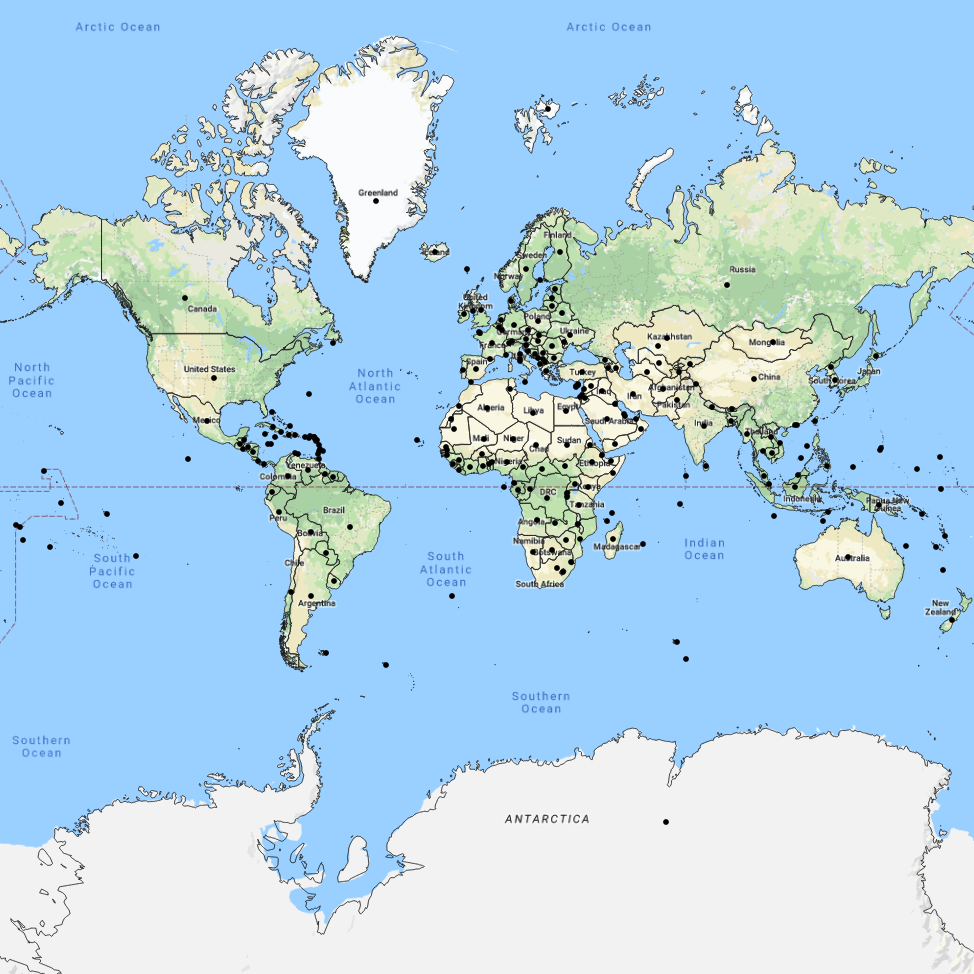 Arctic Ocean
Arctic Ocean
Greenland
Iceland
Finland
Sweden
Norway
Russia
United
Kingdom
Canada
Poland
Germany
Ukraine
Kazakhstan
Mongolia
France
North
Pacific
Ocean
United States
North
Atlantic
Ocean
Spain
Turkey
China
South Korea
Japan
Afghanistan
Iraq
Iran
Pakistan
Mexico
Algeria
Libya
Egypt
Saudi Arabia
India
Thailand
Mali
Niger
Chad
Sudan
Nigeria
Ethiopia
Venezuela
Colombia
DRC
Kenya
Indonesia
Papua New
Guinea
Peru
Brazil
Tanzania
Angola
Bolivia
Namibia
Botswana
Madagascar
Indian
Ocean
South
Pacific
Ocean
Chile
South
Atlantic
Ocean
Australia
South Africa
Argentina
New
Zealand
Southern
Ocean
Southern
Ocean
ANTARCTICA